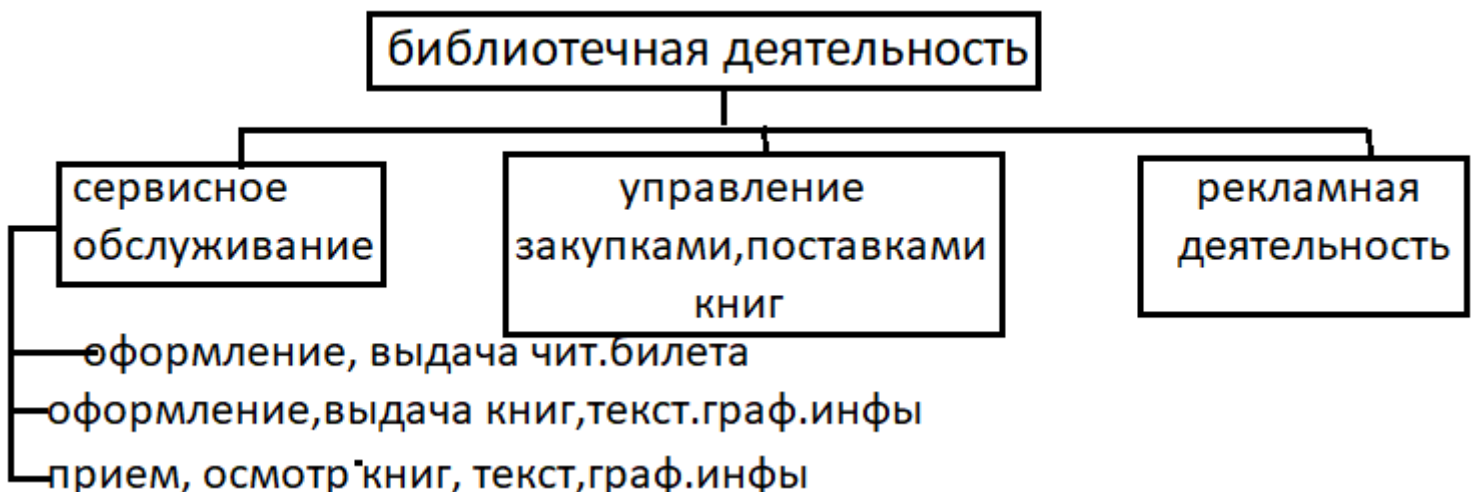 библиотечная деятельность
сервисное
обслуживание
управление
закупками,поставками
книг
рекламная
деятельность
оформление, выдача чит.билета
оформление,выдача книг,текст.граф.инфы
прием, осмотр книг, текст,граф.инфы